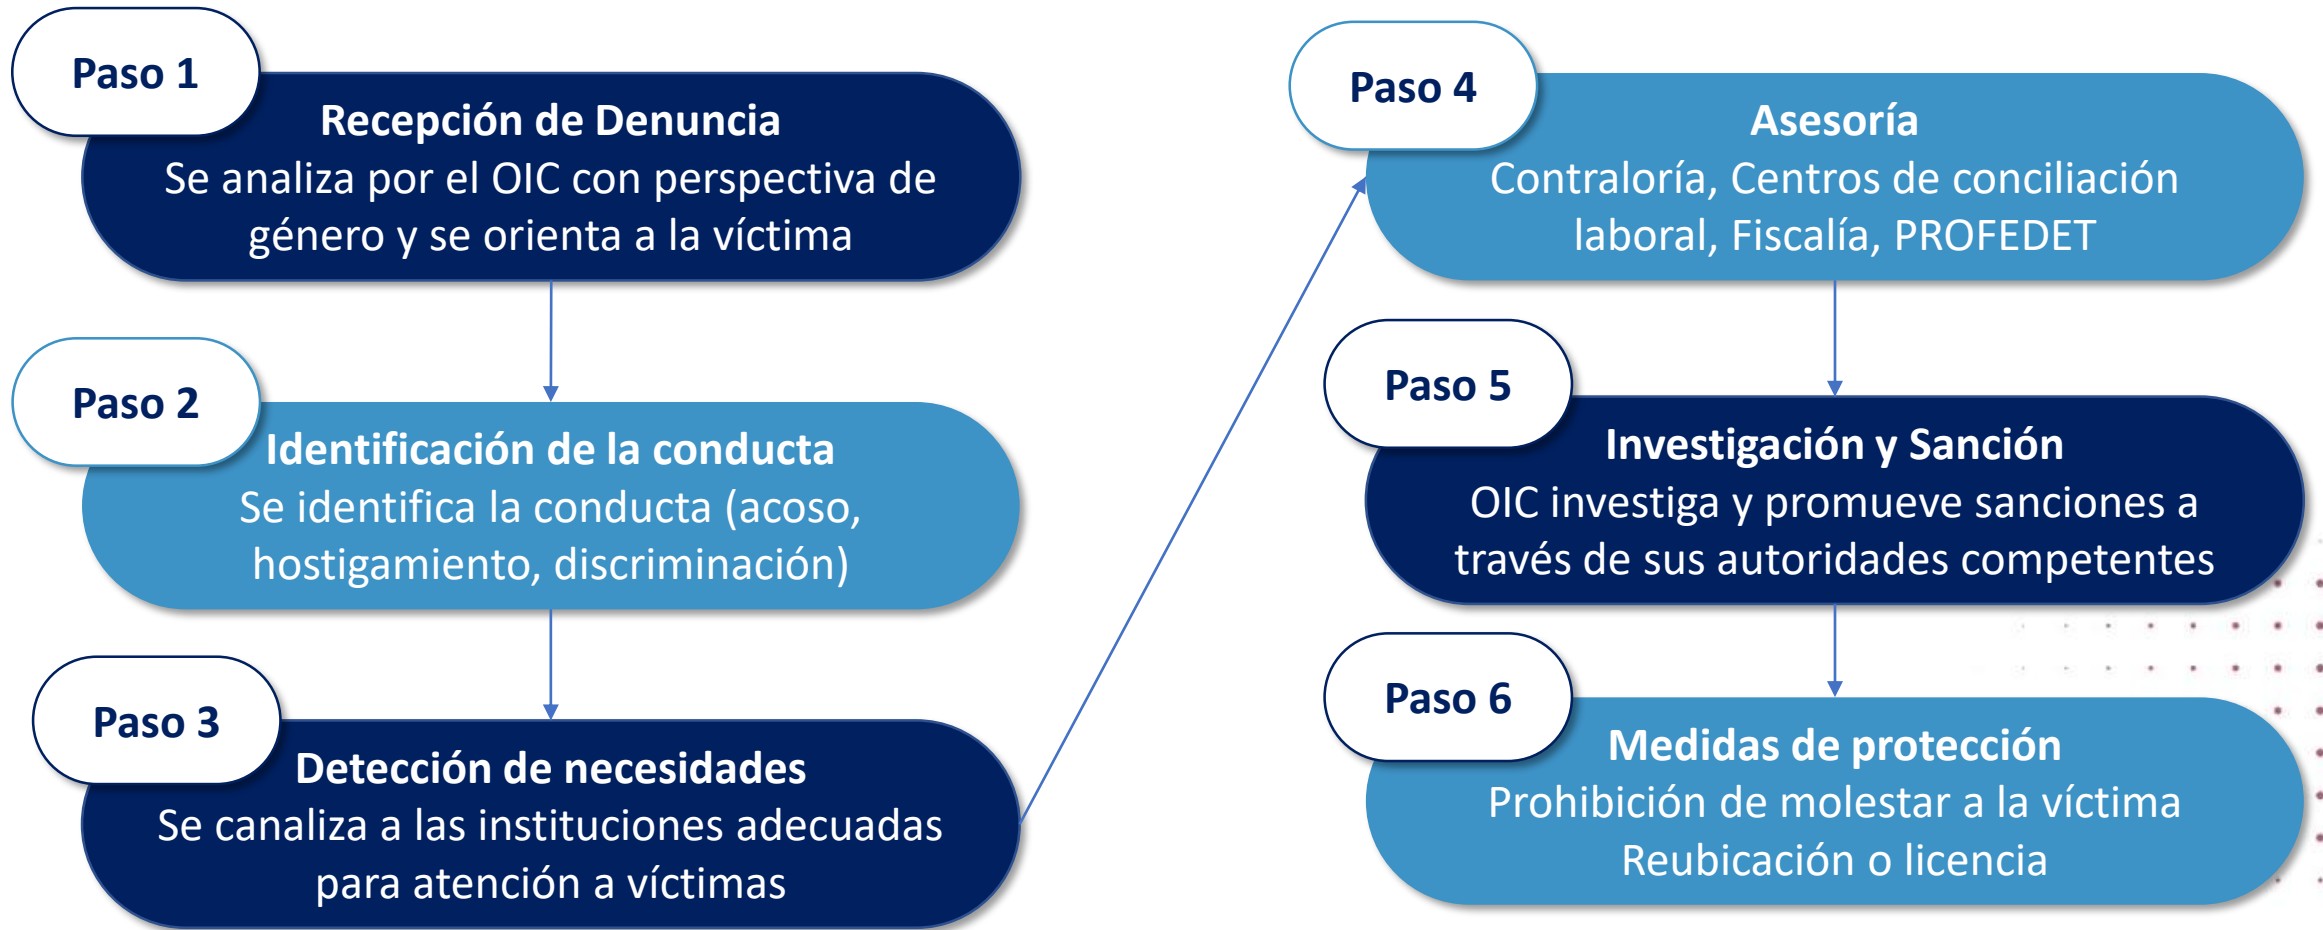 Paso 1
Recepción de Denuncia
Se analiza por el OIC con perspectiva de
género y se orienta a la víctima
Paso 2
Identificación de la conducta
Se identifica la conducta (acoso,
hostigamiento, discriminación)
Paso 3
Detección de necesidades
Se canaliza a las instituciones adecuadas
para atención a víctimas
Paso 4
Asesoría
Contraloría, Centros de conciliación
laboral, Fiscalía, PROFEDET
Paso 5
Investigación y Sanción
OIC investiga y promueve sanciones a
través de sus autoridades competentes
Paso 6
Medidas de protección
Prohibición de molestar a la víctima
Reubicación o licencia